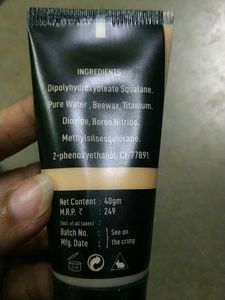 INGREDIENTS
Dipolyhydroxydteate Squalane,
Pure Water, Beewax, Titanium,
Dioxide, Boron Nitride,
Methylsilsesquioxane,
2-phenoxyethanol, CI-77891.
Net Content : 40gm
M.R.P. ₹ : 249
(Incl. of all taxes)
Batch No. : See on
Mfg. Date : the crimp